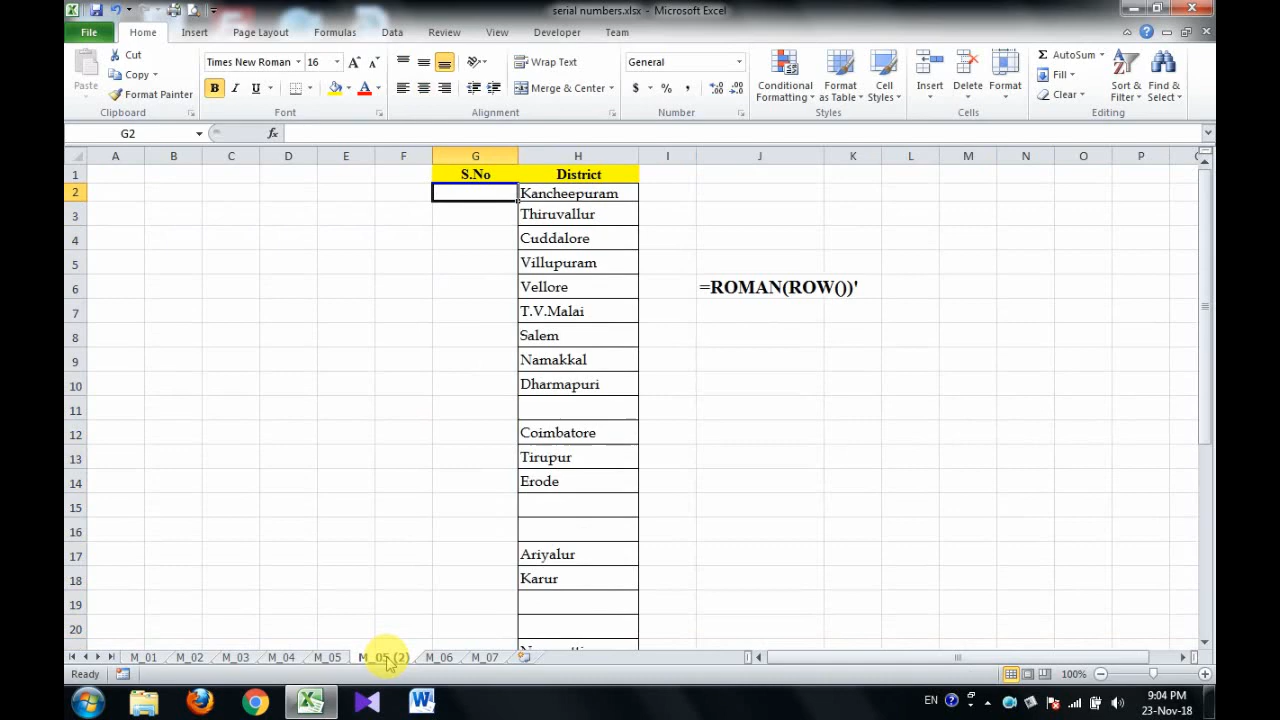 serial numbers.xlsx - Microsoft Excel
File Home Insert Page Layout Formulas Data Review View Developer Team
Paste
Cut
Copy
Format Painter
Clipboard
Times New Roman 16
B I U A
Font
Wrap Text
Merge & Center
Alignment
General
$ % ,
Number
Conditional Formatting
Format as Table
Cell Styles
Styles
Insert Delete Format
Cells
AutoSum
Fill
Clear
Sort & Filter
Find & Select
Editing
G2 fx
A B C D E F G H I J K L M N O P
1 S.No District
2 Kancheepuram
3 Thiruvallur
4 Cuddalore
5 Villupuram
6 Vellore =ROMAN(ROW())'
7 T.V.Malai
8 Salem
9 Namakkal
10 Dharmapuri
11
12 Coimbatore
13 Tirupur
14 Erode
15
16
17 Ariyalur
18 Karur
19
20
M_01 M_02 M_03 M_04 M_05 M_05 (2) M_06 M_07
Ready 100%
EN 9:04 PM
23-Nov-18